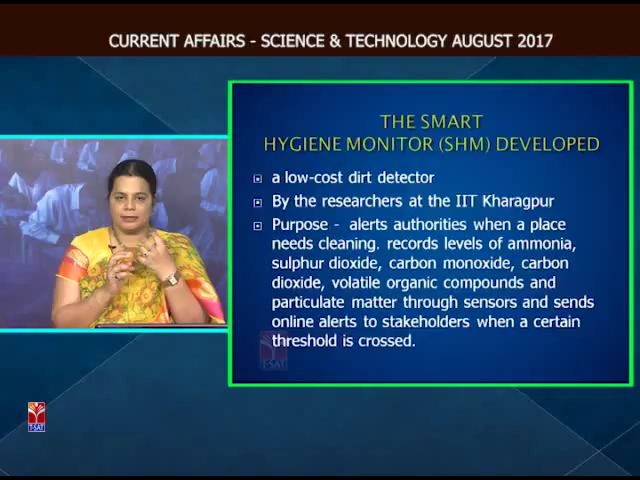 CURRENT AFFAIRS - SCIENCE & TECHNOLOGY AUGUST 2017
THE SMART
HYGIENE MONITOR (SHM) DEVELOPED
a low-cost dirt detector
By the researchers at the IIT Kharagpur
Purpose - alerts authorities when a place
needs cleaning. records levels of ammonia,
sulphur dioxide, carbon monoxide, carbon
dioxide, volatile organic compounds and
particulate matter through sensors and sends
online alerts to stakeholders when a certain
threshold is crossed.
T-SAT
T-SAT